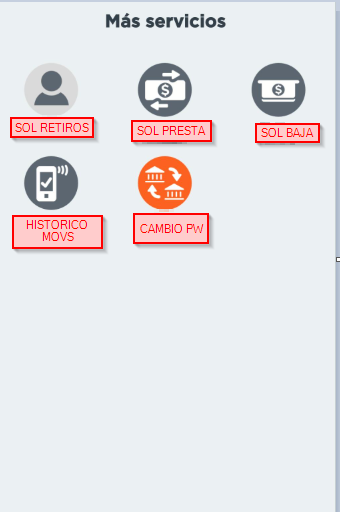 Más servicios
SOL RETIROS
SOL PRESTA
SOL BAJA
HISTORICO
MOVS
CAMBIO PW